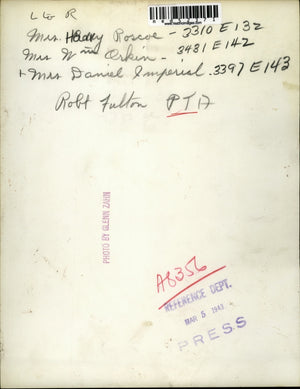 L to R
Mrs. Harry Roscoe - 3310 E 132
Mrs Wm Orkin - 3481 E 142
+ Mrs Daniel Imperial. 3397 E 143
Robt Fulton PTA
PHOTO BY GLENN ZAHN
A8356
REFERENCE DEPT.
MAR 5 1943
PRESS